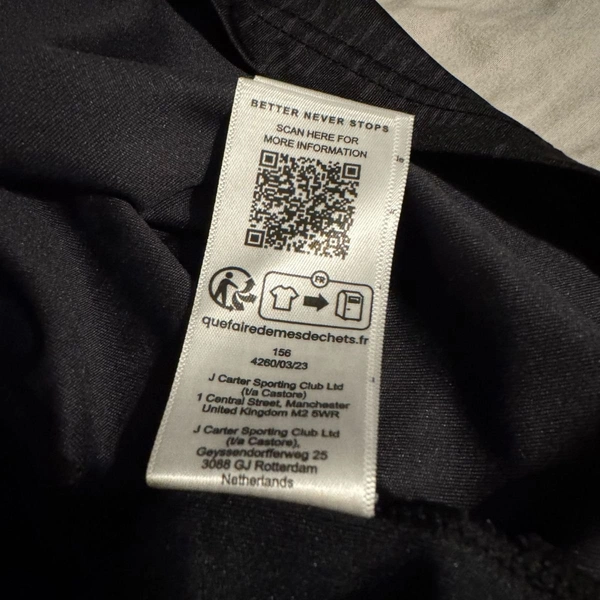 BETTER NEVER STOPS
SCAN HERE FOR
MORE INFORMATION
FR
quefairedemesdechets.fr
156
4260/03/23
J Carter Sporting Club Ltd
(t/a Castore)
1 Central Street, Manchester
United Kingdom M2 5WR
J Carter Sporting Club Ltd
(t/a Castore),
Geyssendorfferweg 25
3088 GJ Rotterdam
Netherlands